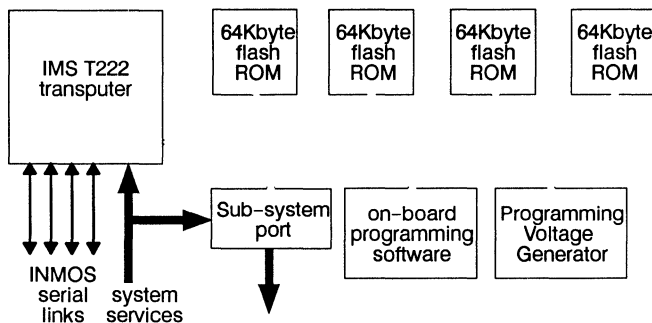 IMS T222
transputer
64Kbyte
flash
ROM
64Kbyte
flash
ROM
64Kbyte
flash
ROM
64Kbyte
flash
ROM
Sub-system
port
on-board
programming
software
Programming
Voltage
Generator
INMOS
serial
links
system
services